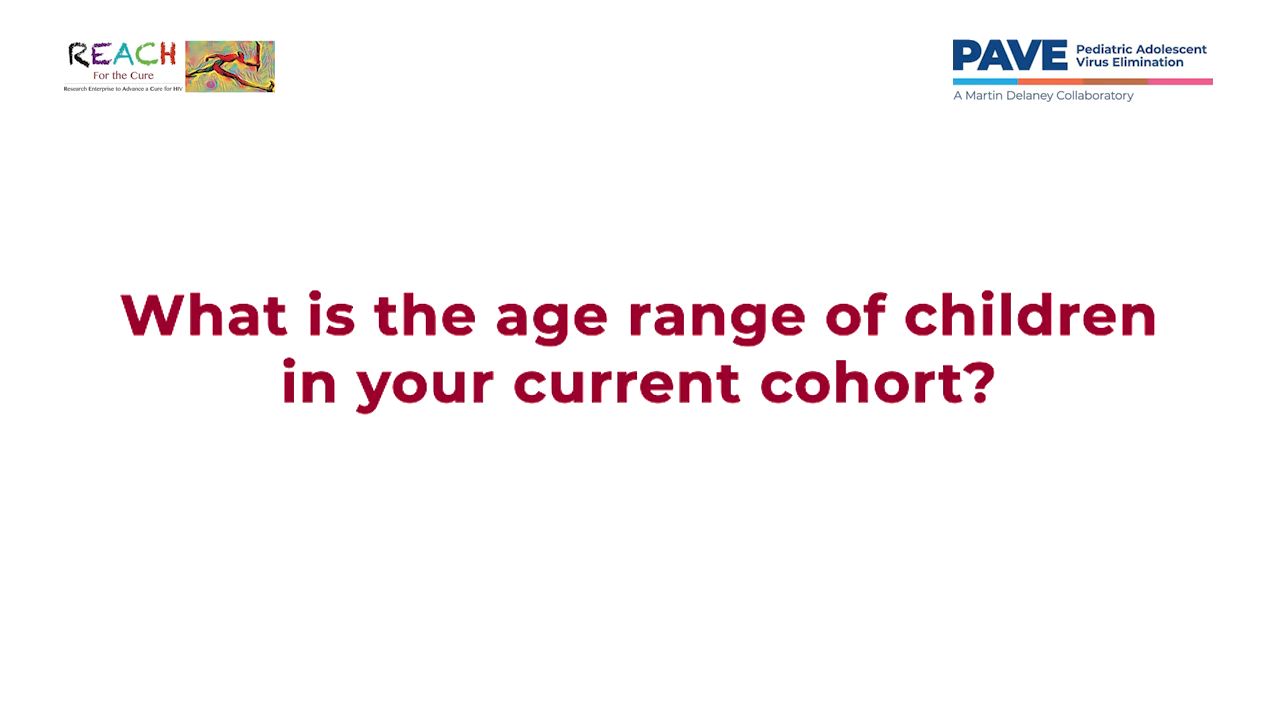 REACH
For the Cure
Research Enterprise to Advance a Cure for HIV
PAVE
Pediatric Adolescent
Virus Elimination
A Martin Delaney Collaboratory
What is the age range of children
in your current cohort?